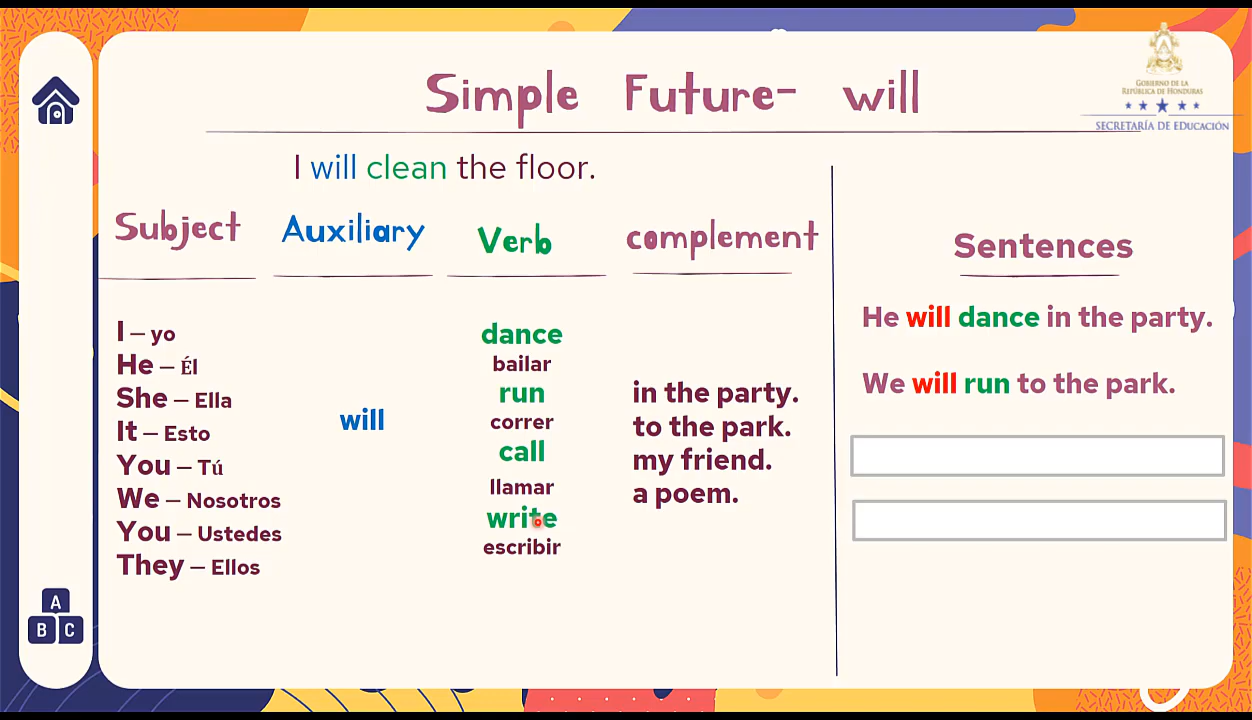 Simple Future- will
GOBIERNO DE LA
REPÚBLICA DE HONDURAS
SECRETARÍA DE EDUCACIÓN
I will clean the floor.
Subject
Auxiliary
Verb
complement
I – yo
He – Él
She – Ella
It – Esto
You – Tú
We – Nosotros
You – Ustedes
They – Ellos
will
dance
bailar
run
correr
call
llamar
write
escribir
in the party.
to the park.
my friend.
a poem.
Sentences
He will dance in the party.
We will run to the park.
A
B C